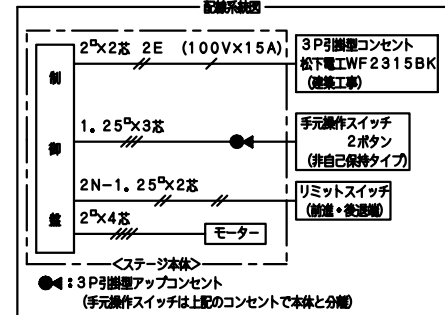 配線系統図
2□×2芯 2E (100V×15A)
3P引掛型コンセント
松下電工WF2315BK
(建築工事)
制御盤
1.25□×3芯
手元操作スイッチ
2ボタン
(非自己保持タイプ)
2N-1.25□×2芯
リミットスイッチ
(前進・後退端)
2□×4芯
モーター
<ステージ本体>
:3P引掛型アップコンセント
(手元操作スイッチは上記のコンセントで本体と分離)